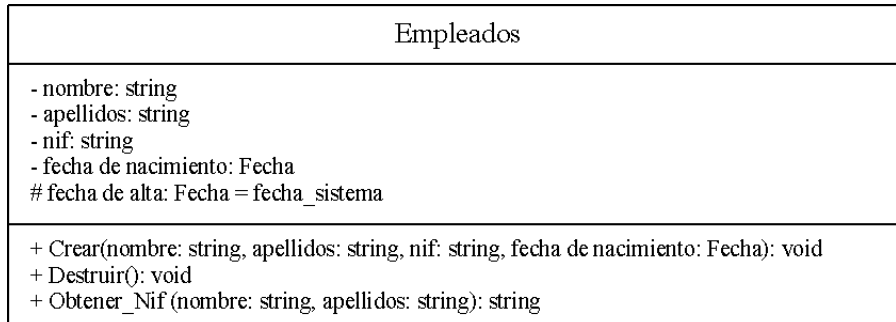 Empleados
- nombre: string
- apellidos: string
- nif: string
- fecha de nacimiento: Fecha
# fecha de alta: Fecha = fecha_sistema
+ Crear(nombre: string, apellidos: string, nif: string, fecha de nacimiento: Fecha): void
+ Destruir(): void
+ Obtener_Nif (nombre: string, apellidos: string): string